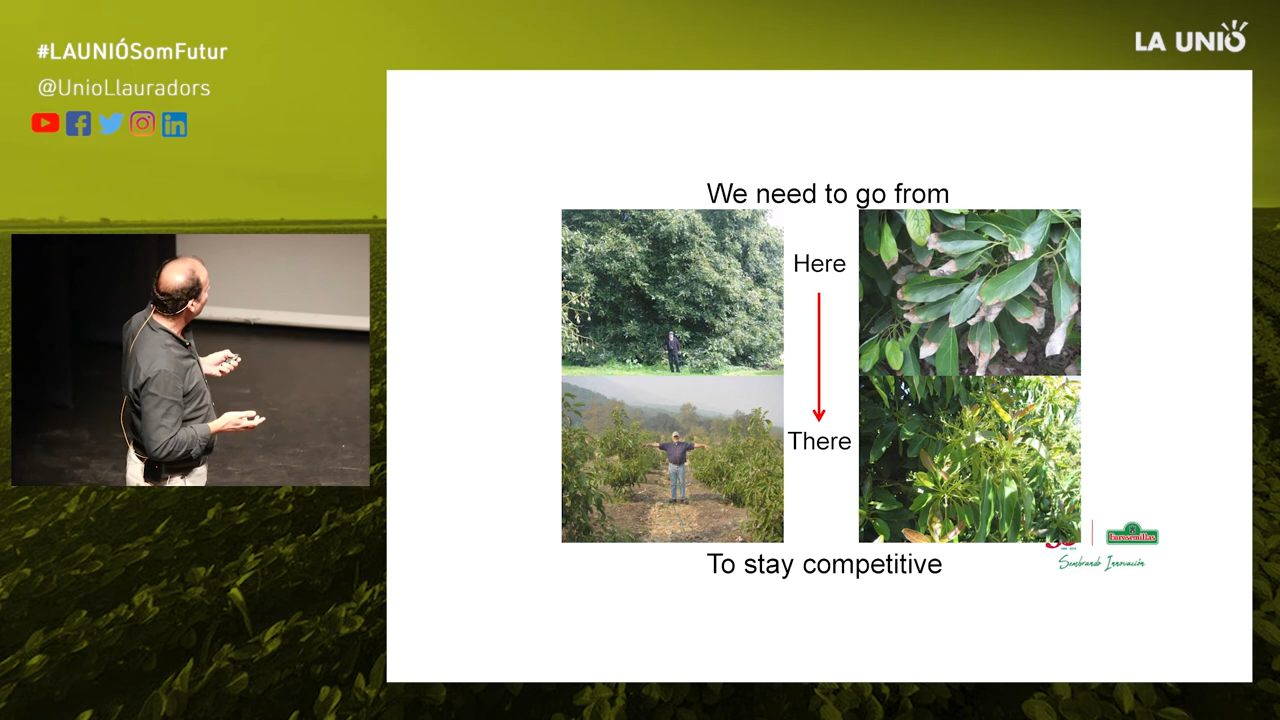 #LAUNIÓSomFutur
@UnioLlauradors
LA UNIÓ
We need to go from
Here
There
To stay competitive
Eurosemillas
Sembrando Innovación